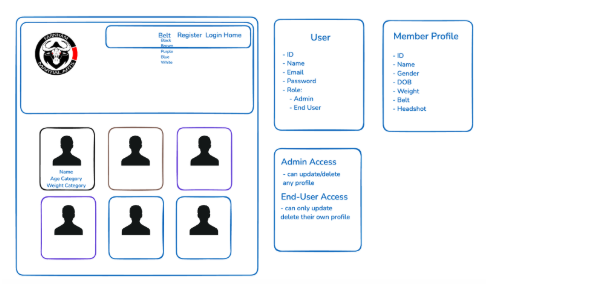 Belt Register Login Home
Black
Brown
Purple
Blue
White
MARTIAL ARTS
Name
Age Category
Weight Category
User
- ID
- Name
- Email
- Password
- Role:
- Admin
- End User
Member Profile
- ID
- Name
- Gender
- DOB
- Weight
- Belt
- Headshot
Admin Access
- can update/delete
any profile
End-User Access
- can only update
delete their own profile